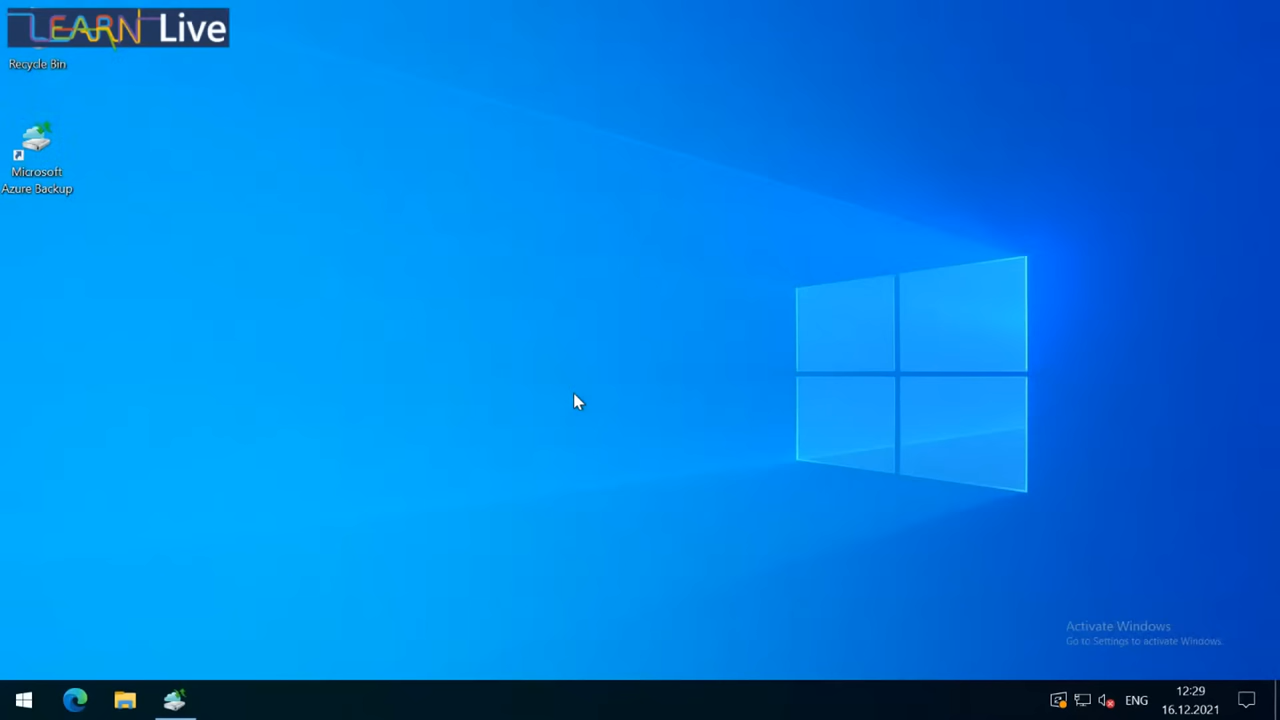 LEARN Live
Recycle Bin
Microsoft
Azure Backup
Activate Windows
Go to Settings to activate Windows.
ENG
12:29
16.12.2021